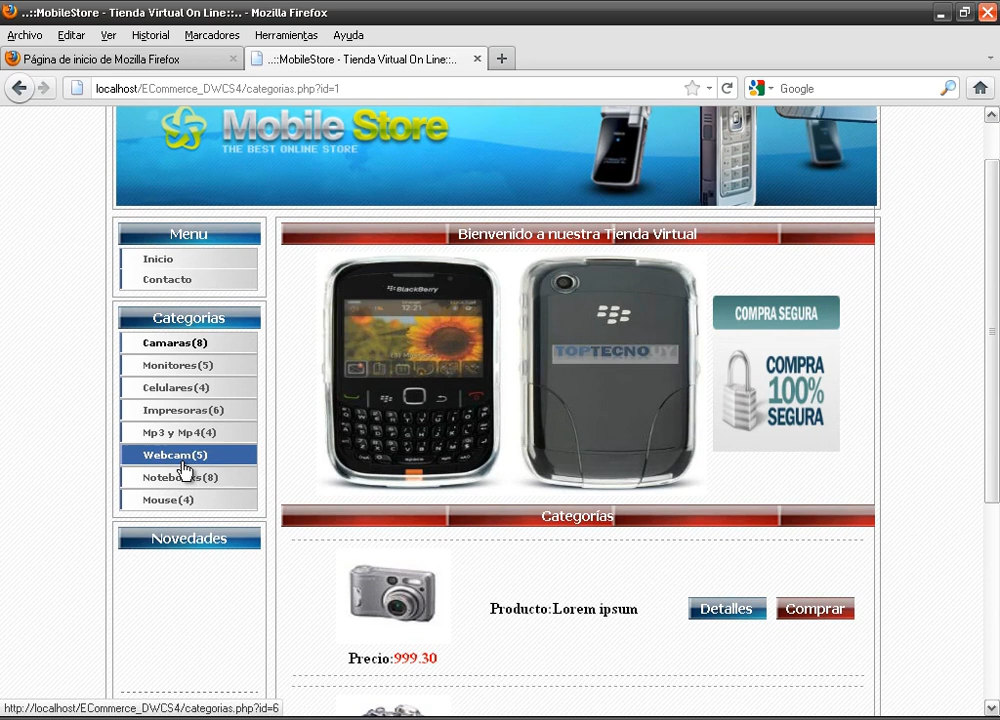 ..::MobileStore - Tienda Virtual On Line::.. - Mozilla Firefox
Archivo Editar Ver Historial Marcadores Herramientas Ayuda
Página de inicio de Mozilla Firefox
..::MobileStore - Tienda Virtual On Line::..
localhost/ECommerce_DWCS4/categorias.php?id=1
Google
Mobile Store
THE BEST ONLINE STORE
Menu
Inicio
Contacto
Categorias
Camaras(8)
Monitores(5)
Celulares(4)
Impresoras(6)
Mp3 y Mp4(4)
Webcam(5)
Notebooks(8)
Mouse(4)
Novedades
Bienvenido a nuestra Tienda Virtual
BlackBerry
12:21
TOPTECNOUY
COMPRA SEGURA
COMPRA
100%
SEGURA
Categorías
Producto:Lorem ipsum
Detalles
Comprar
Precio:999.30
http://localhost/ECommerce_DWCS4/categorias.php?id=6